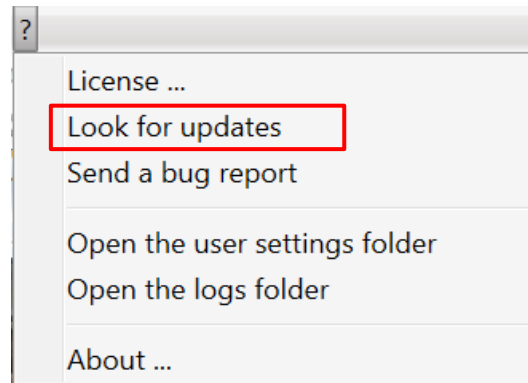 ?
License ...
Look for updates
Send a bug report
Open the user settings folder
Open the logs folder
About ...